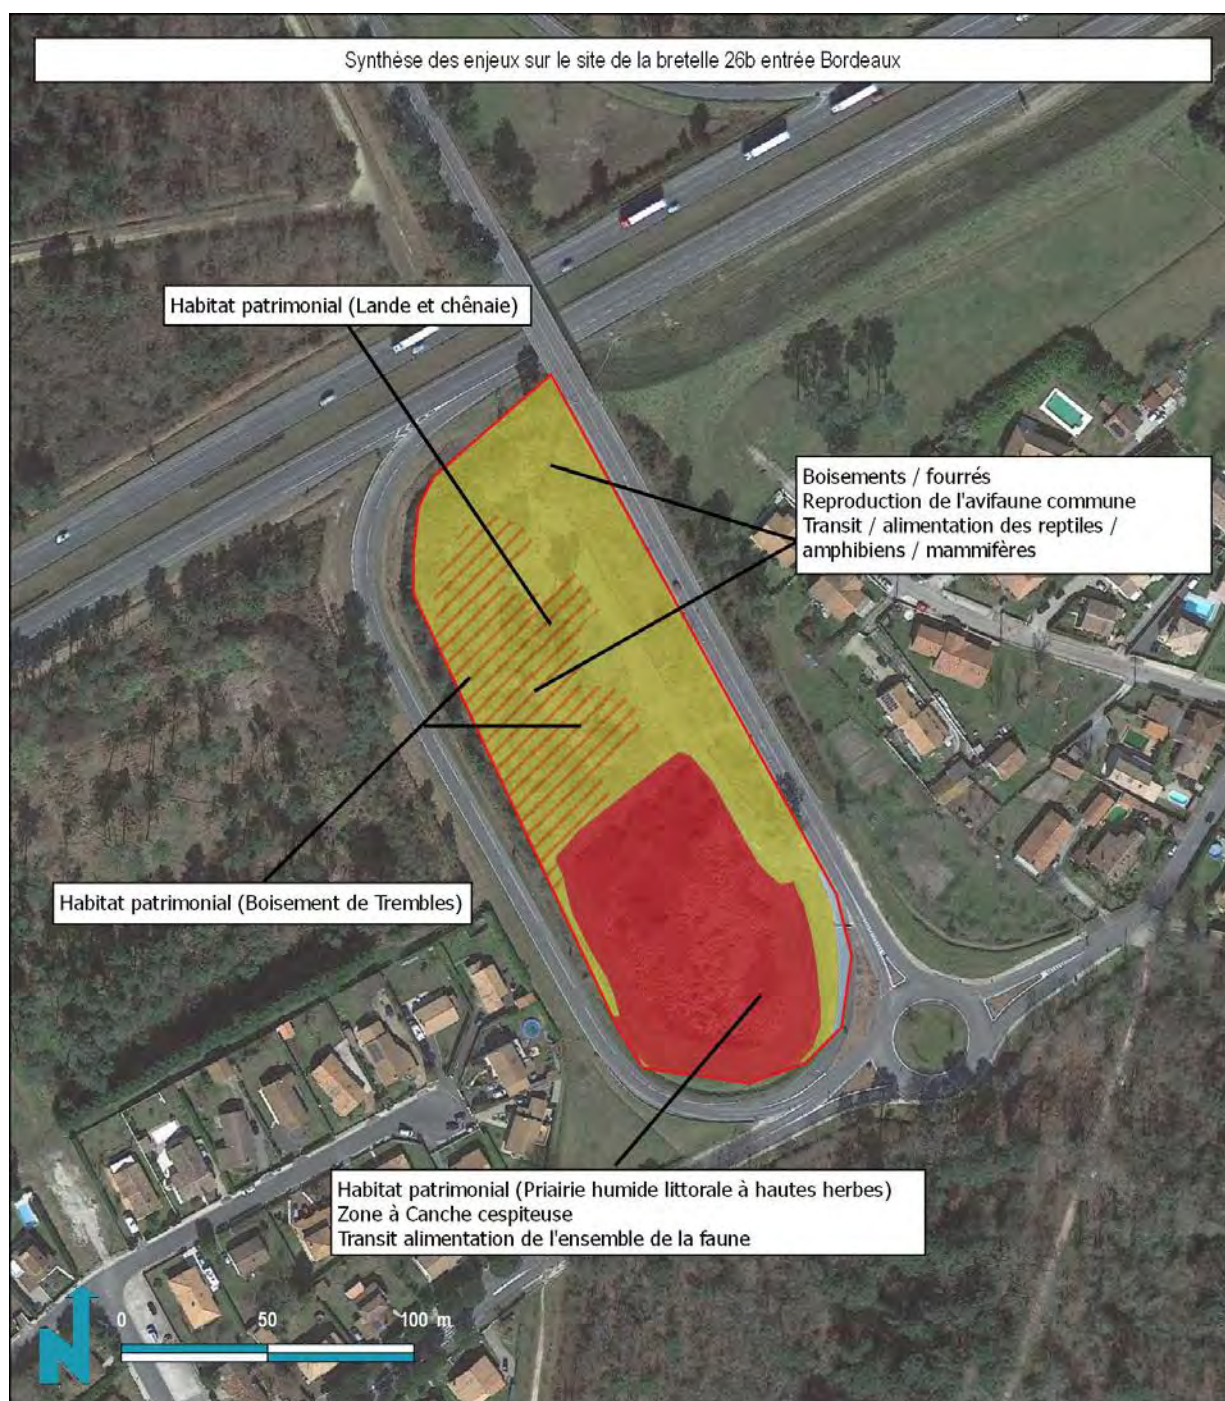 Synthèse des enjeux sur le site de la bretelle 26b entrée Bordeaux
Habitat patrimonial (Lande et chênaie)
Boisements / fourrés
Reproduction de l'avifaune commune
Transit / alimentation des reptiles /
amphibiens / mammifères
Habitat patrimonial (Boisement de Trembles)
Habitat patrimonial (Priairie humide littorale à hautes herbes)
Zone à Canche cespiteuse
Transit alimentation de l'ensemble de la faune
N
0 50 100 m